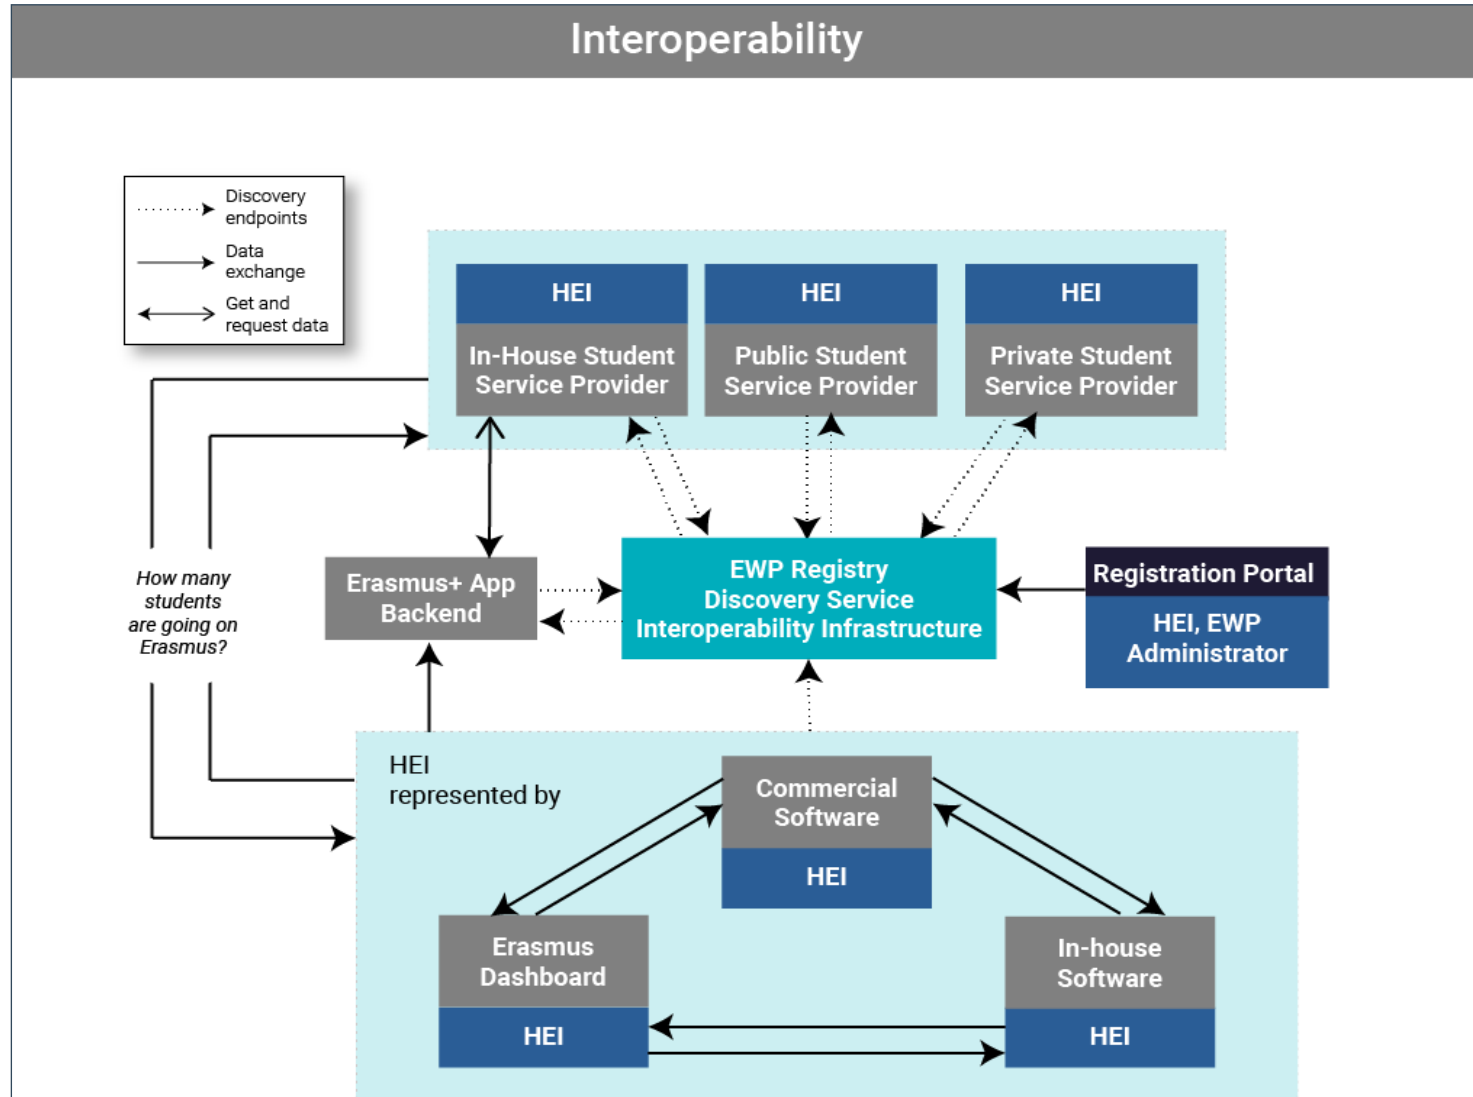 Interoperability
Discovery
endpoints
Data
exchange
Get and
request data
HEI
In-House Student
Service Provider
HEI
Public Student
Service Provider
HEI
Private Student
Service Provider
How many
students
are going on
Erasmus?
Erasmus+ App
Backend
EWP Registry
Discovery Service
Interoperability Infrastructure
Registration Portal
HEI, EWP
Administrator
HEI
represented by
Commercial
Software
HEI
Erasmus
Dashboard
HEI
In-house
Software
HEI